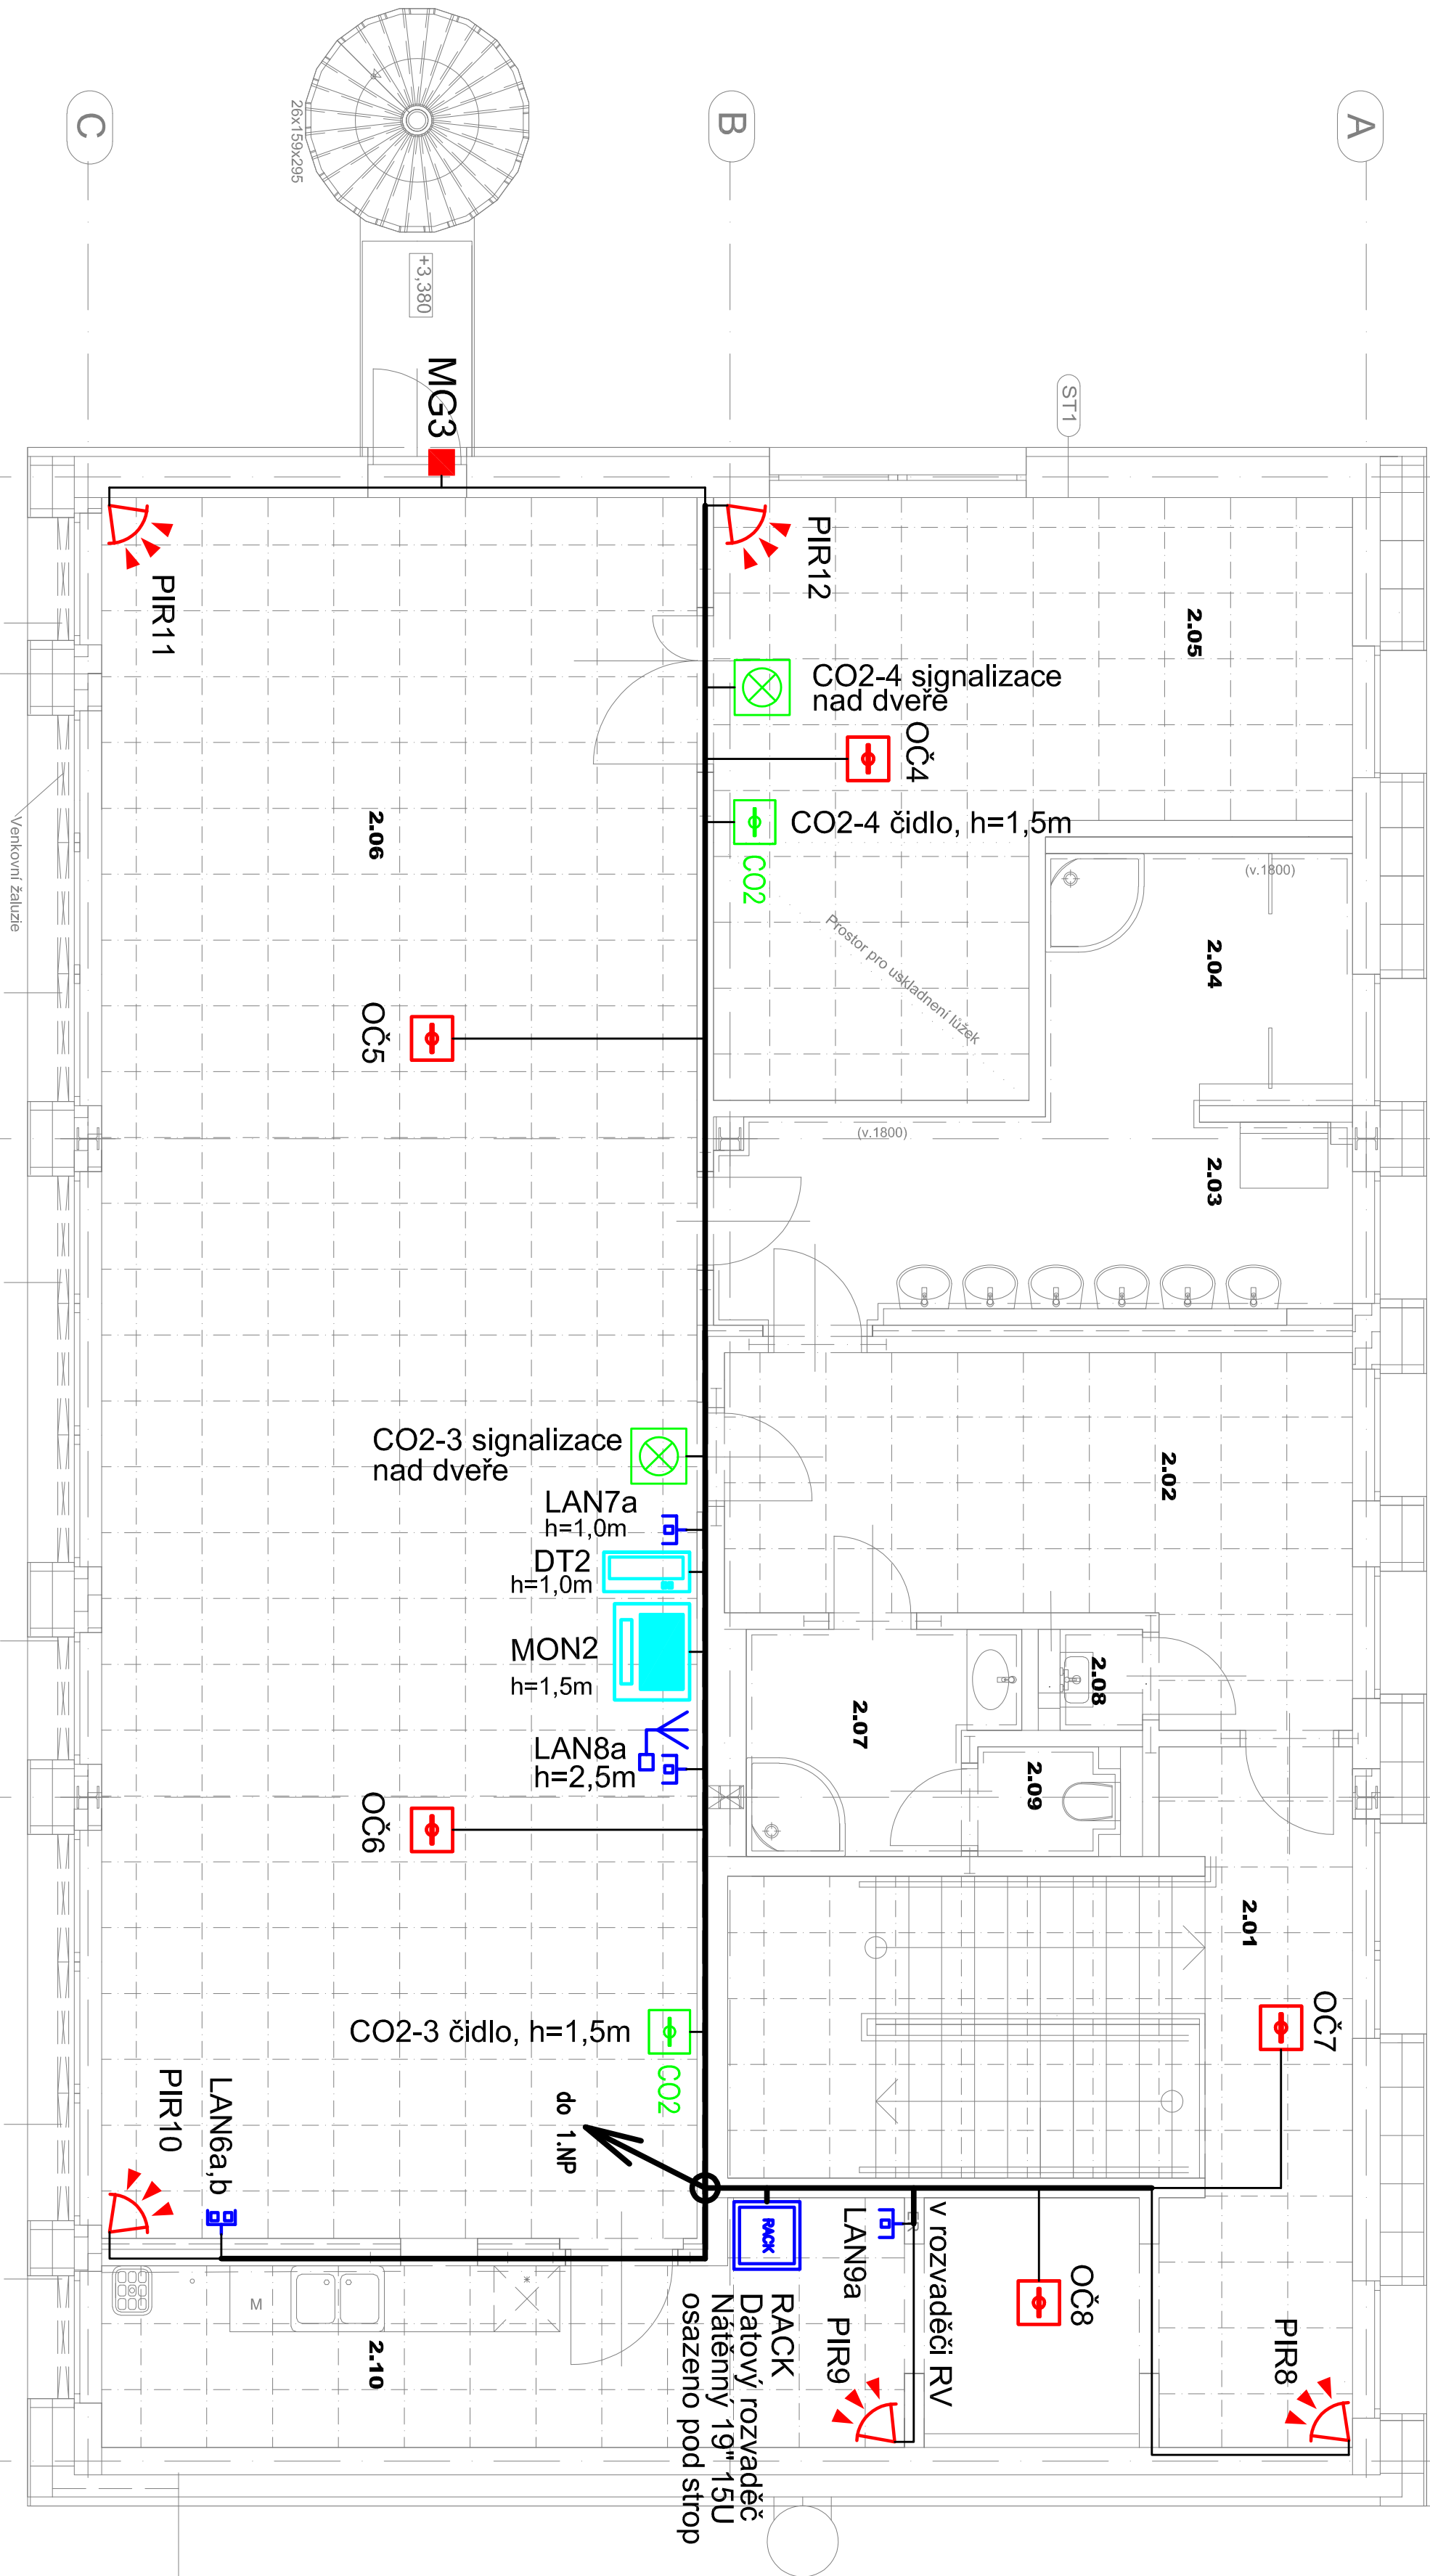 C
B
A
26x159x295
+3,380
ST1
MG3
PIR11
PIR12
2.05
CO2-4 signalizace
nad dveře
OČ4
CO2-4 čidlo, h=1,5m
CO2
2.06
Venkovní žaluzie
(v.1800)
2.04
Prostor pro uskladnení lůžek
OČ5
(v.1800)
2.03
CO2-3 signalizace
nad dveře
2.02
LAN7a
h=1,0m
DT2
h=1,0m
MON2
h=1,5m
LAN8a
h=2,5m
2.08
2.07
2.09
OČ6
2.01
OČ7
CO2-3 čidlo, h=1,5m
CO2
do 1.NP
PIR10
LAN6a,b
RACK
LAN9a
v rozvaděči RV
OČ8
PIR8
PIR9
RACK
Datový rozvaděč
Nátěnný 19" 15U
osazeno pod strop
M
2.10